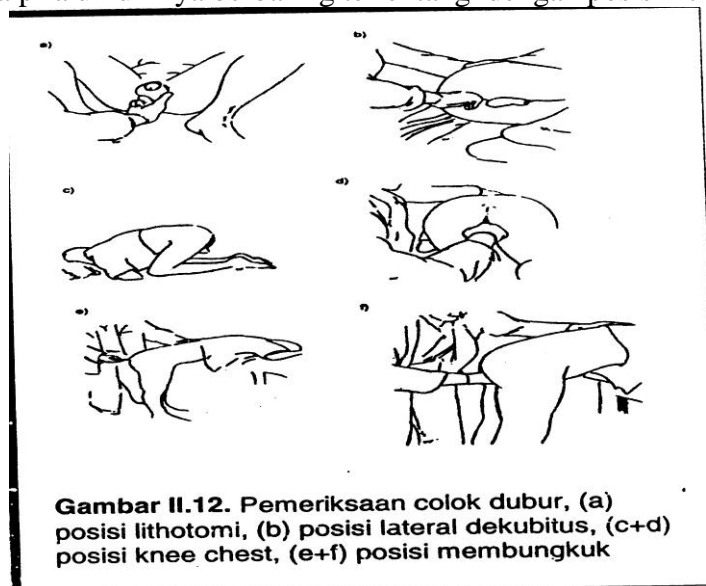 a)
b)
c)
d)
e)
f)
Gambar II.12. Pemeriksaan colok dubur, (a)
posisi lithotomi, (b) posisi lateral dekubitus, (c+d)
posisi knee chest, (e+f) posisi membungkuk